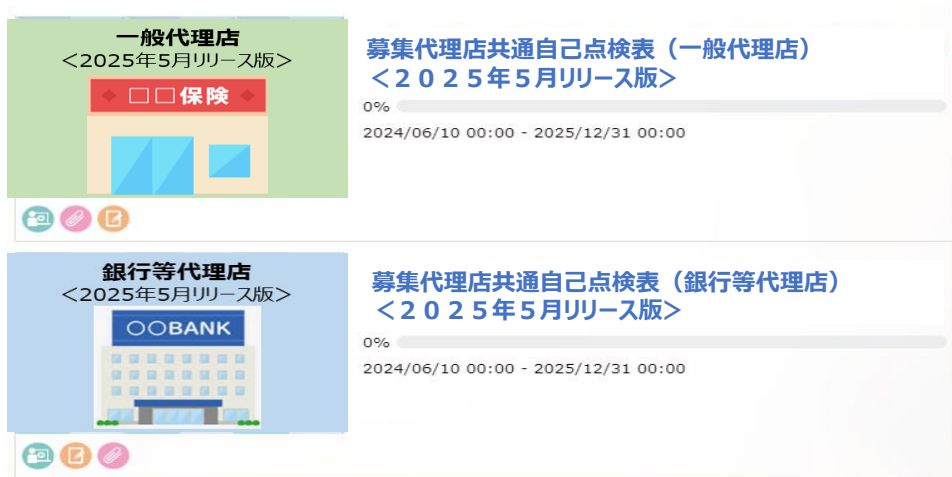 一般代理店
<2025年5月リリース版>
□□保険
募集代理店共通自己点検表（一般代理店）
＜２０２５年５月リリース版＞
0%
2024/06/10 00:00 - 2025/12/31 00:00
銀行等代理店
<2025年5月リリース版>
○○BANK
募集代理店共通自己点検表（銀行等代理店）
＜２０２５年５月リリース版＞
0%
2024/06/10 00:00 - 2025/12/31 00:00